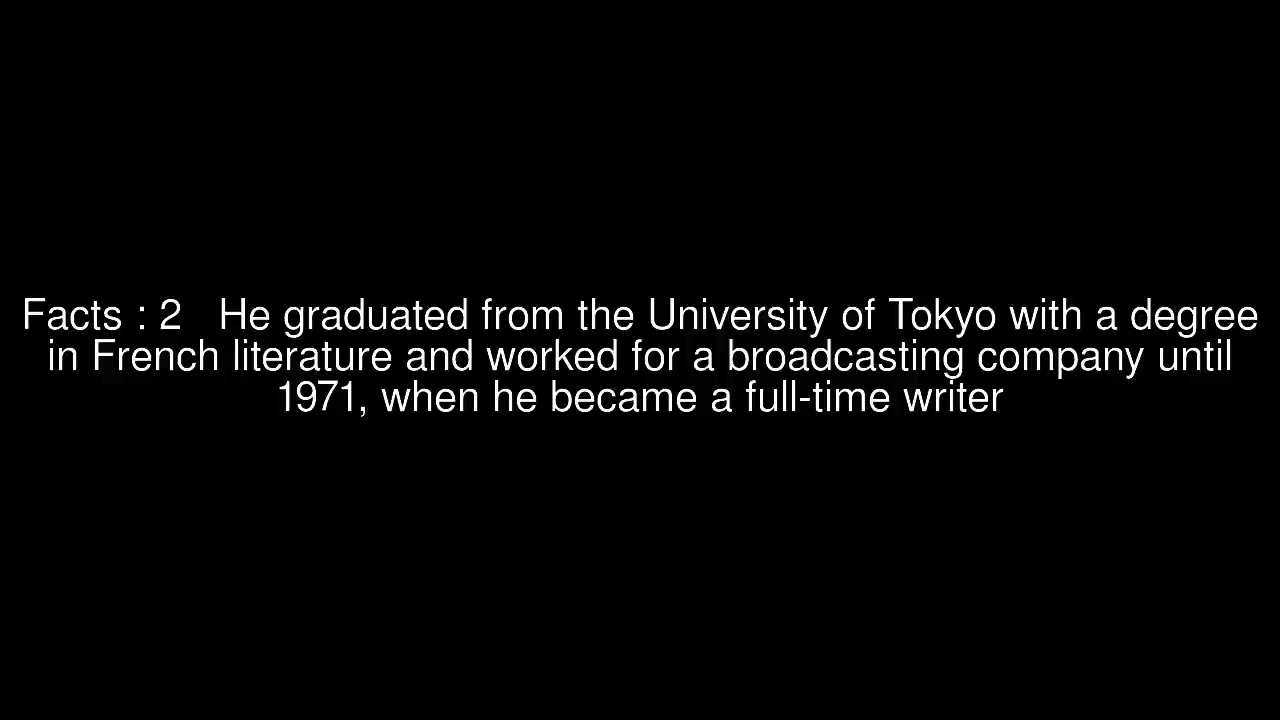 Facts : 2   He graduated from the University of Tokyo with a degree
in French literature and worked for a broadcasting company until
1971, when he became a full-time writer